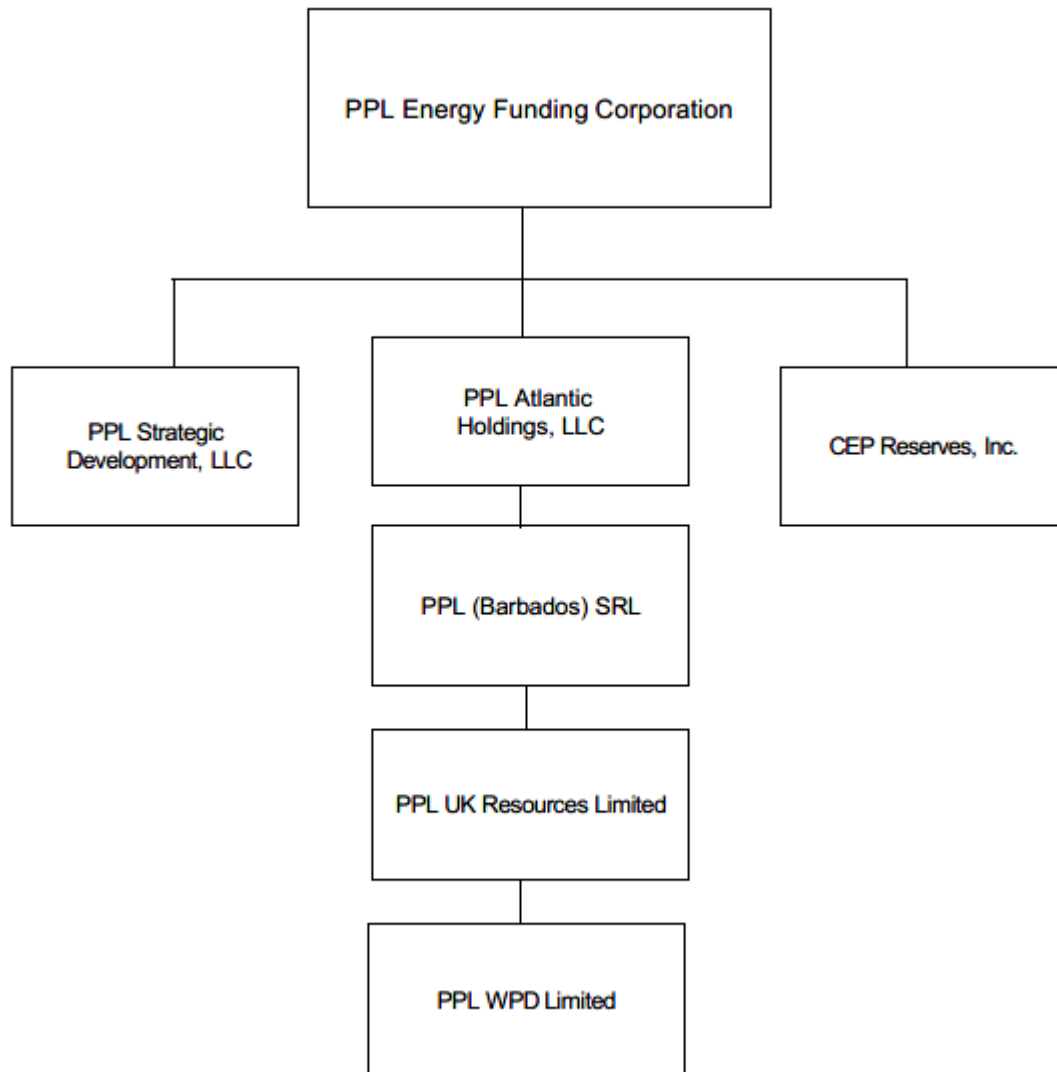 PPL Energy Funding Corporation
PPL Strategic
Development, LLC
PPL Atlantic
Holdings, LLC
CEP Reserves, Inc.
PPL (Barbados) SRL
PPL UK Resources Limited
PPL WPD Limited